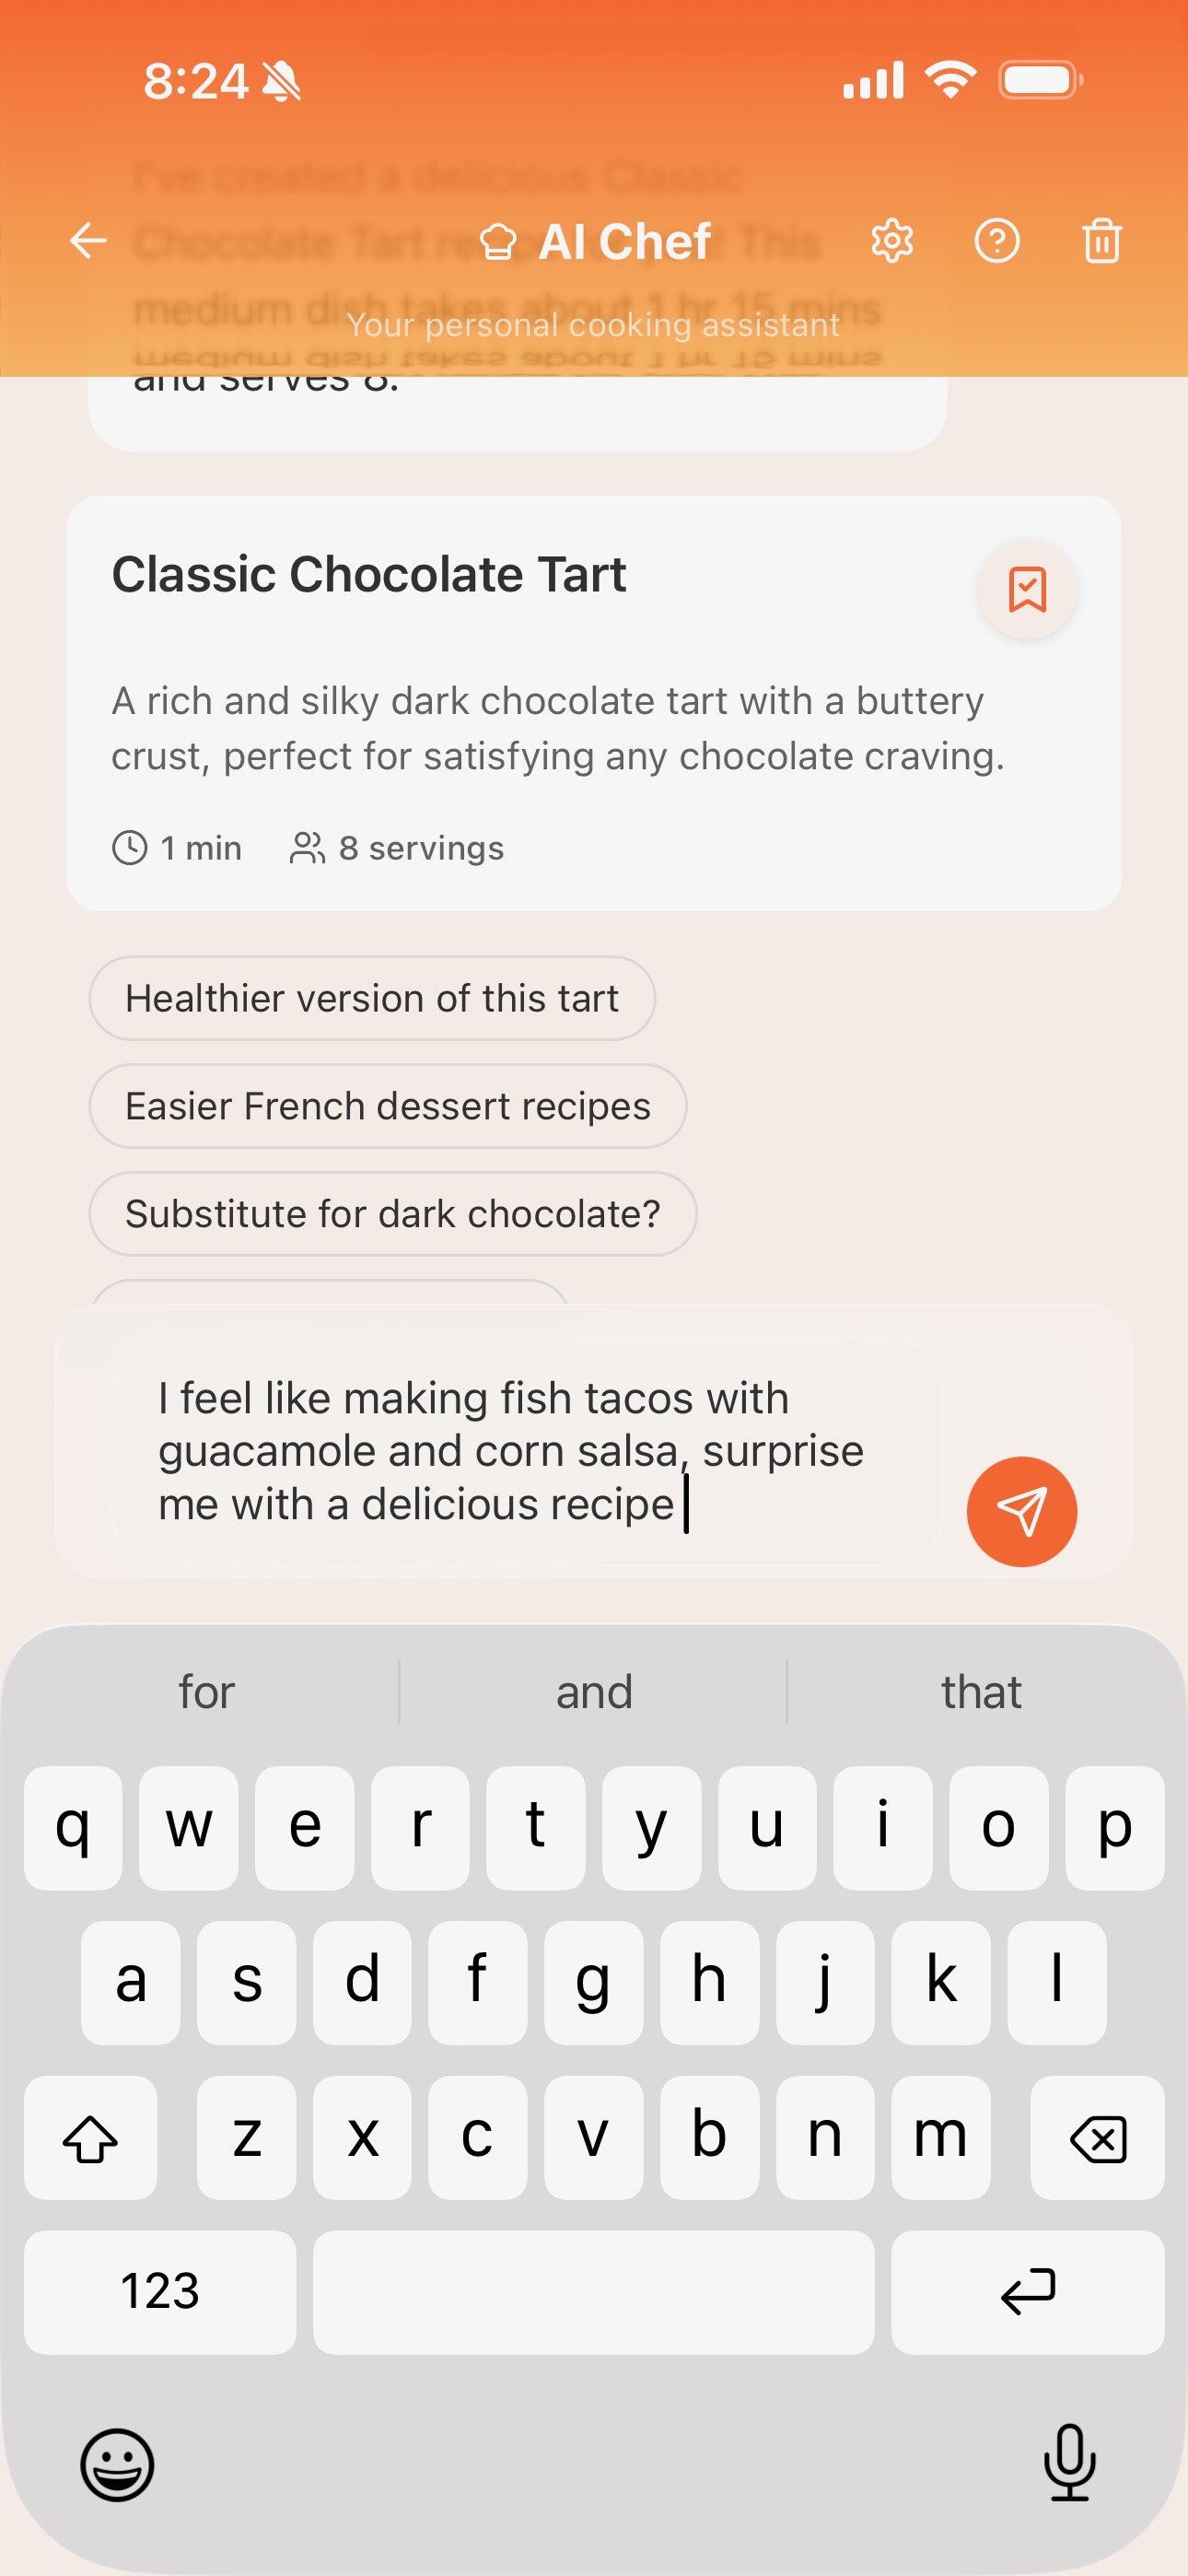 8:24
I've created a delicious Classic
Chocolate Tart This
AI Chef
medium dish takes about 1 hr 15 mins
Your personal cooking assistant
and serves 8.
Classic Chocolate Tart
A rich and silky dark chocolate tart with a buttery
crust, perfect for satisfying any chocolate craving.
1 min 8 servings
Healthier version of this tart
Easier French dessert recipes
Substitute for dark chocolate?
I feel like making fish tacos with
guacamole and corn salsa, surprise
me with a delicious recipe
for and that
q w e r t y u i o p
a s d f g h j k l
z x c v b n m
123